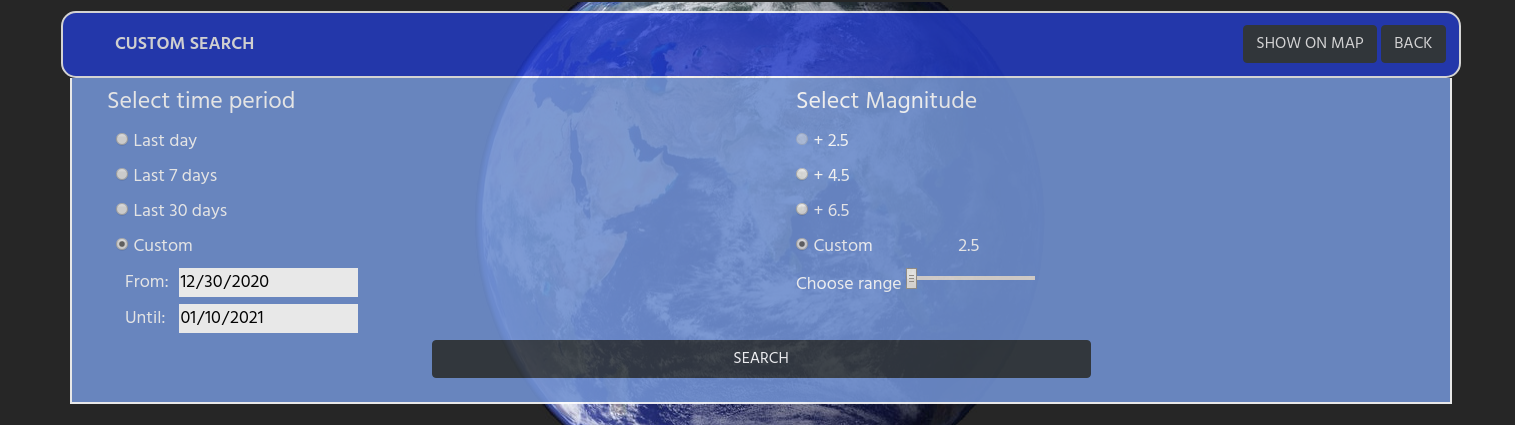 CUSTOM SEARCH
SHOW ON MAP BACK
Select time period
Last day
Last 7 days
Last 30 days
Custom
From: 12/30/2020
Until: 01/10/2021
Select Magnitude
+ 2.5
+ 4.5
+ 6.5
Custom 2.5
Choose range
SEARCH